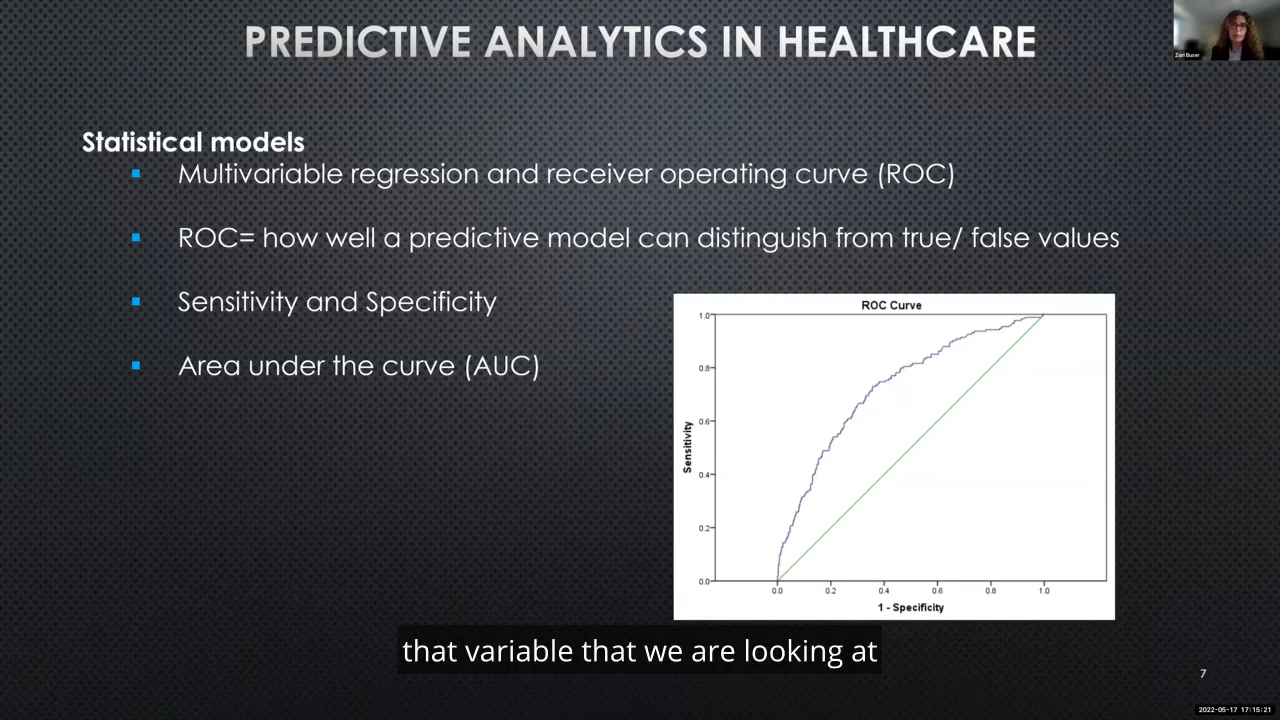 PREDICTIVE ANALYTICS IN HEALTHCARE
Zori Buser
Statistical models
Multivariable regression and receiver operating curve (ROC)
ROC= how well a predictive model can distinguish from true/ false values
Sensitivity and Specificity
Area under the curve (AUC)
ROC Curve
1.0
0.8
0.6
0.4
0.2
0.0
Sensitivity
0.0 0.2 0.4 0.6 0.8 1.0
1 - Specificity
that variable that we are looking at
7
2022-05-17 17:15:21